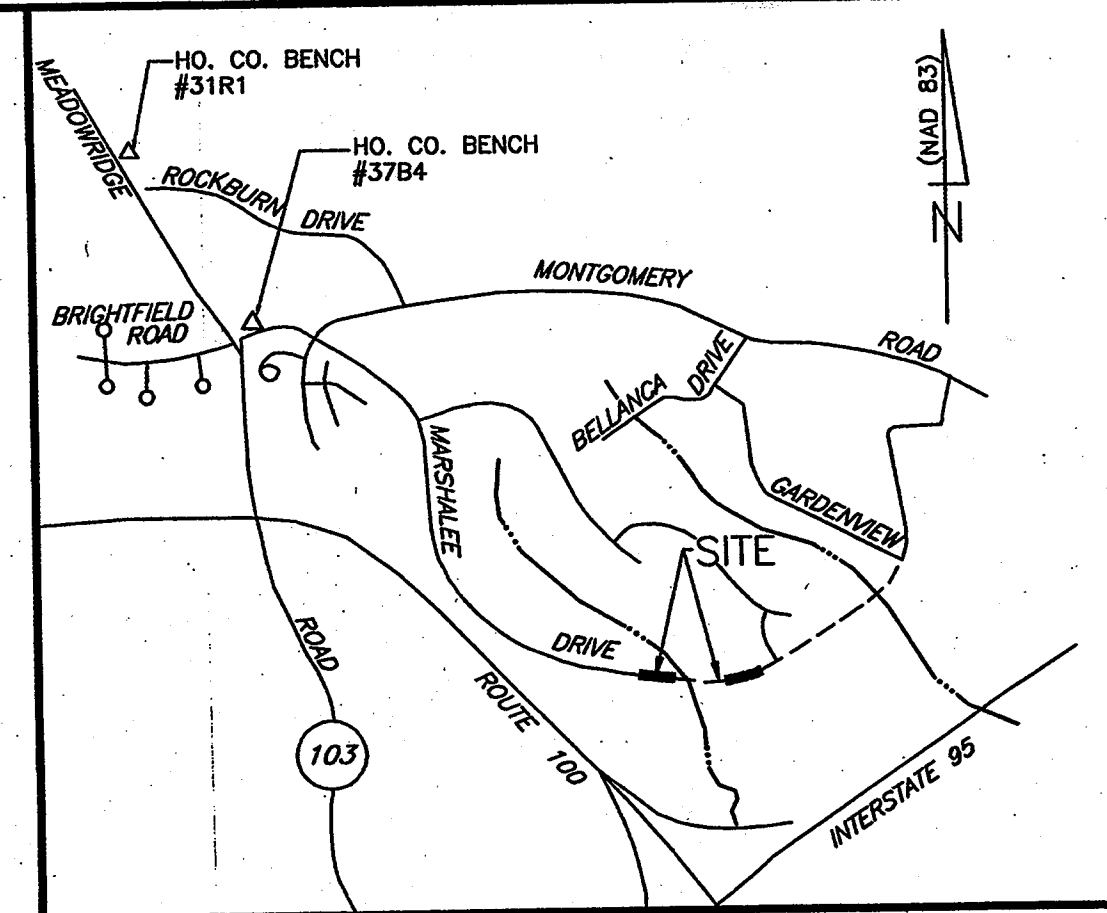 HO. CO. BENCH
#31R1
MEADOWRIDGE
HO. CO. BENCH
#37B4
(NAD 83)
N
ROCKBURN
DRIVE
MONTGOMERY
ROAD
BRIGHTFIELD
ROAD
BELLANCA
DRIVE
MARSHALEE
DRIVE
GARDENVIEW
SITE
ROAD
103
ROUTE 100
INTERSTATE 95